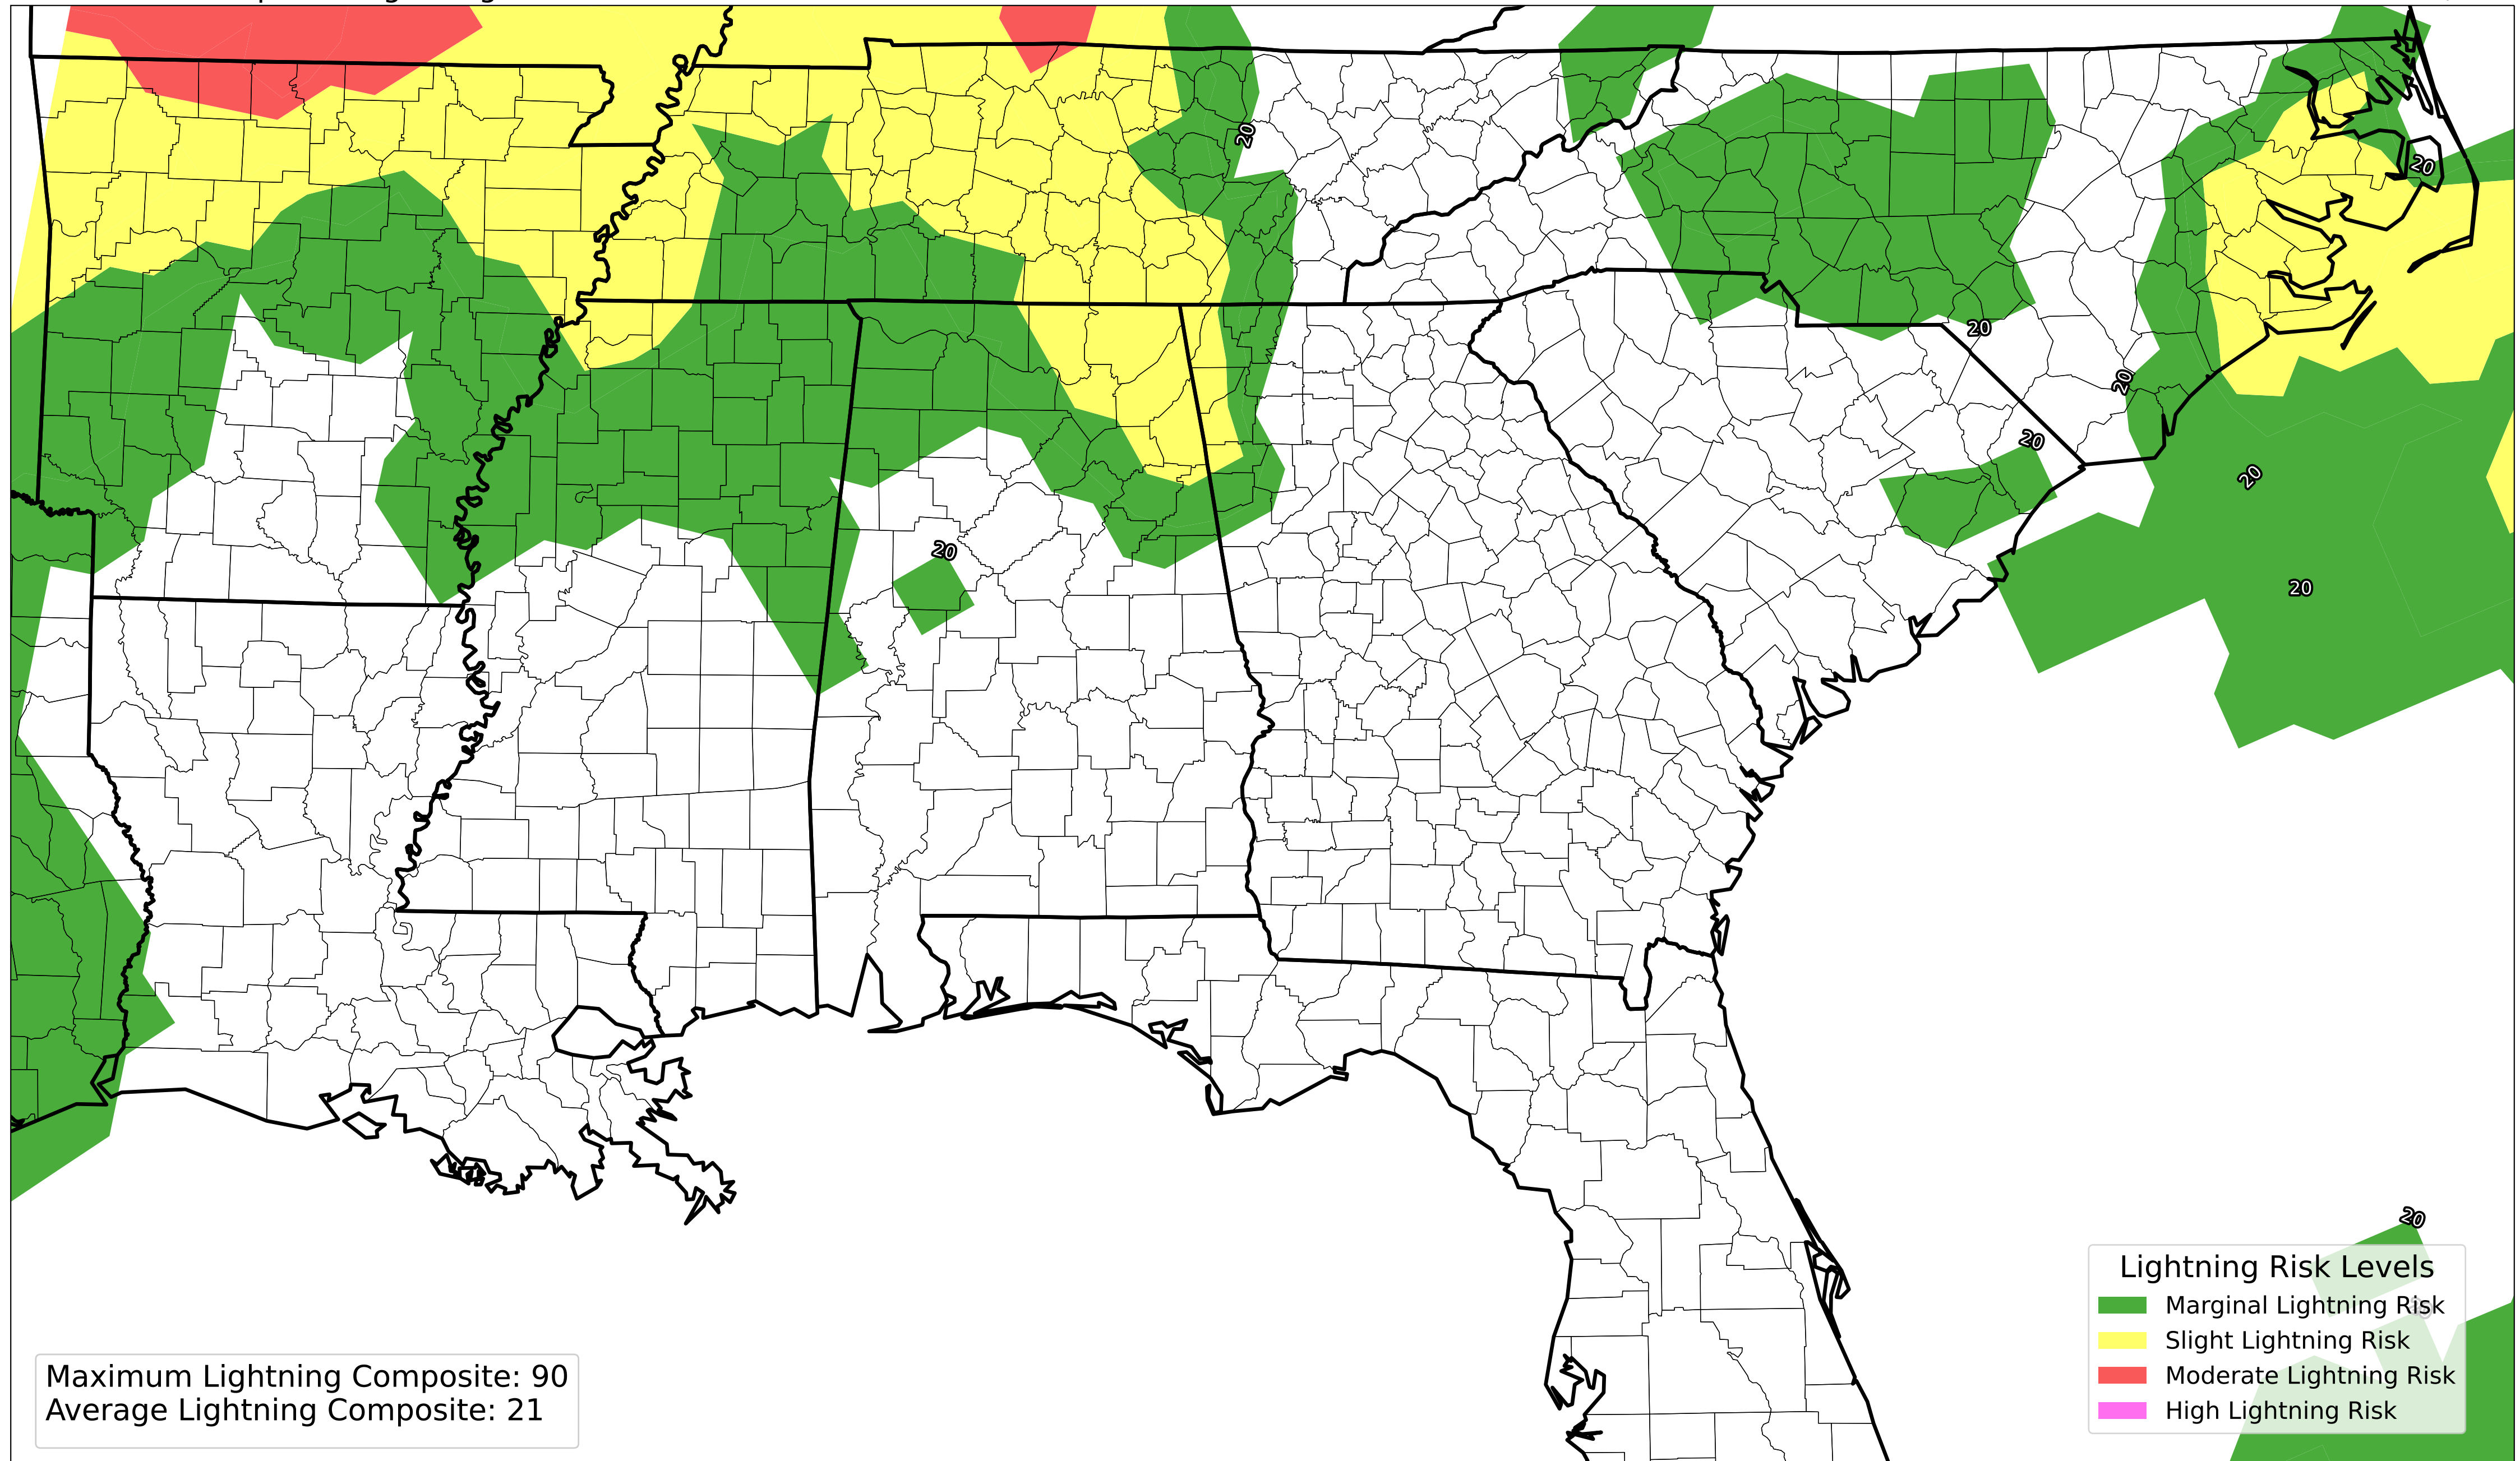 20
20
20
20
20
20
20
20
20
Lightning Risk Levels
Marginal Lightning Risk
Slight Lightning Risk
Moderate Lightning Risk
High Lightning Risk
Maximum Lightning Composite: 90
Average Lightning Composite: 21